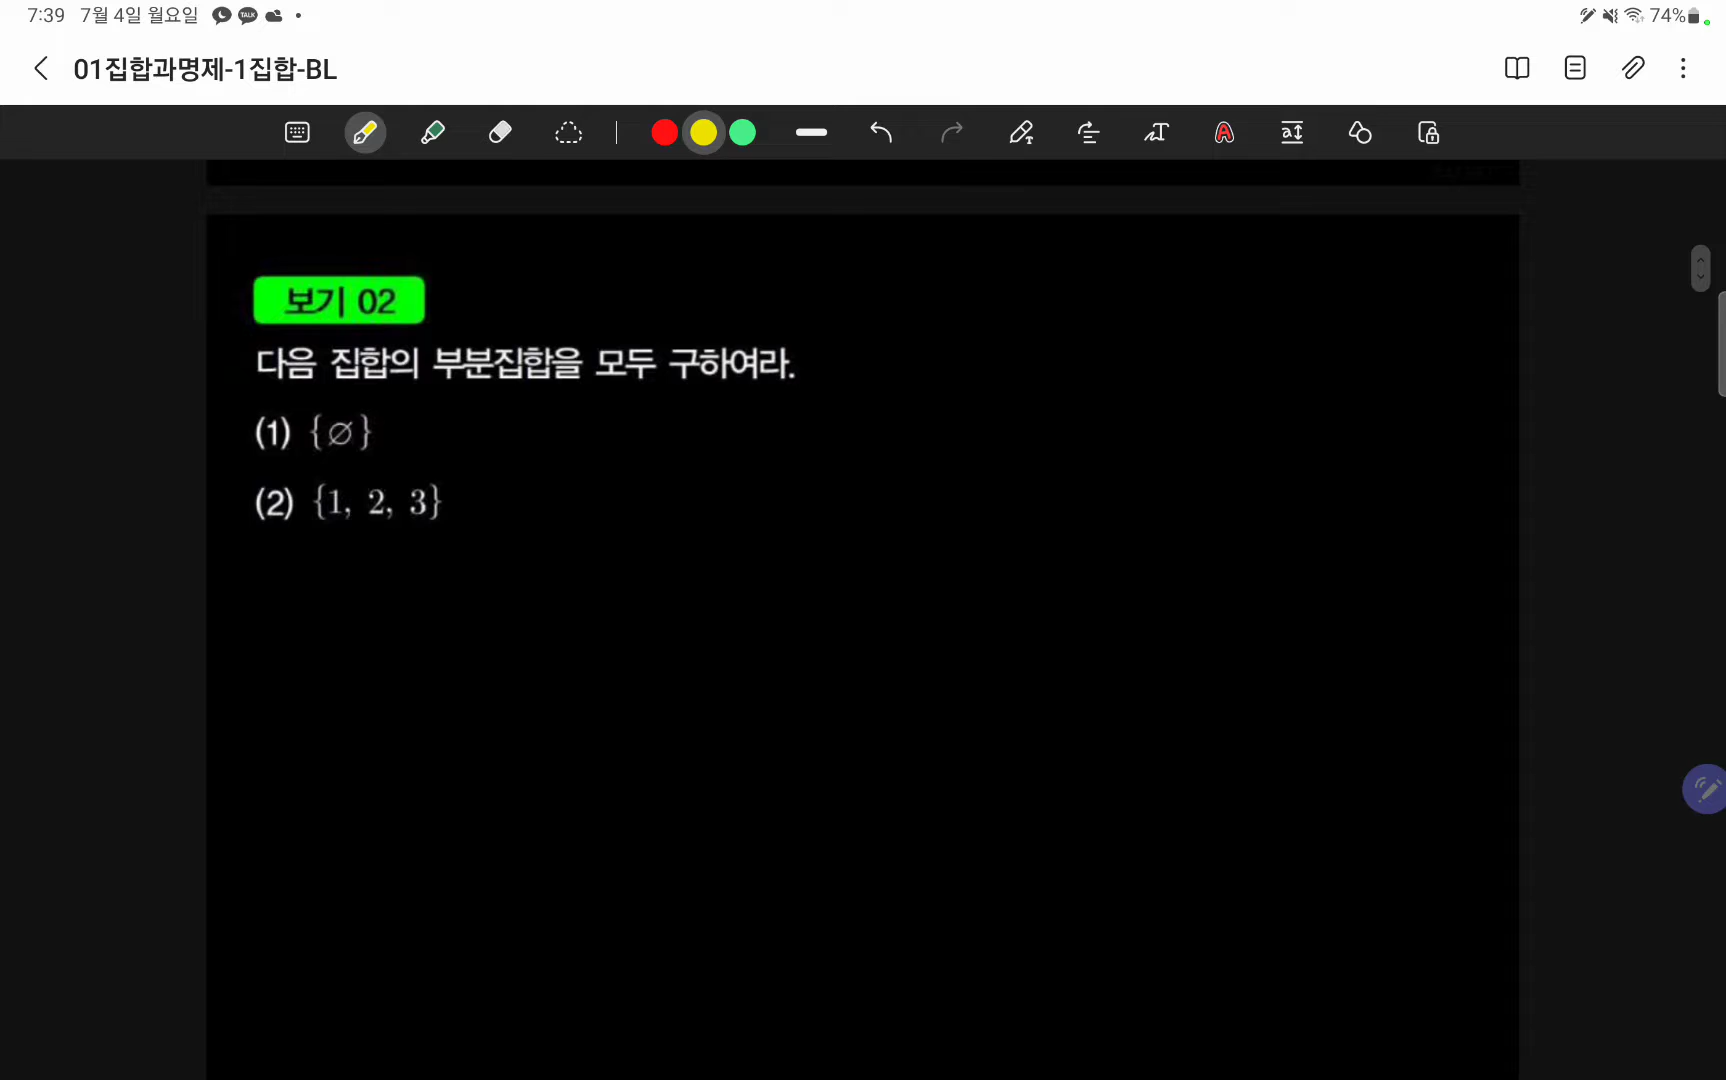 7:39 7월 4일 월요일 TALK 74%
01집합과명제-1집합-BL
보기 02
다음 집합의 부분집합을 모두 구하여라.
(1) {∅}
(2) {1, 2, 3}